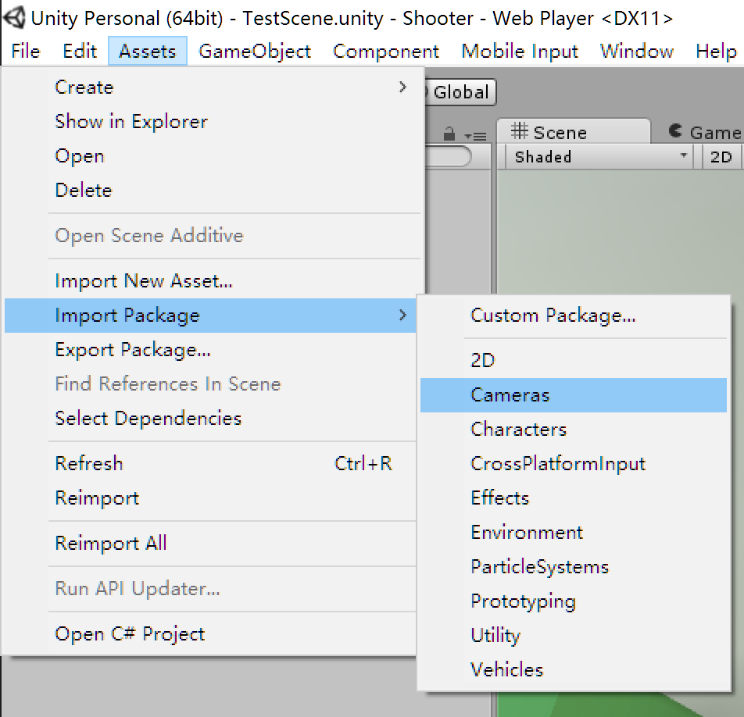 Unity Personal (64bit) - TestScene.unity - Shooter - Web Player <DX11>
File Edit Assets GameObject Component Mobile Input Window Help
Global
Scene Game
Shaded 2D
Create
Show in Explorer
Open
Delete
Open Scene Additive
Import New Asset...
Import Package
Export Package...
Find References In Scene
Select Dependencies
Refresh Ctrl+R
Reimport
Reimport All
Run API Updater...
Open C# Project
Custom Package...
2D
Cameras
Characters
CrossPlatformInput
Effects
Environment
ParticleSystems
Prototyping
Utility
Vehicles